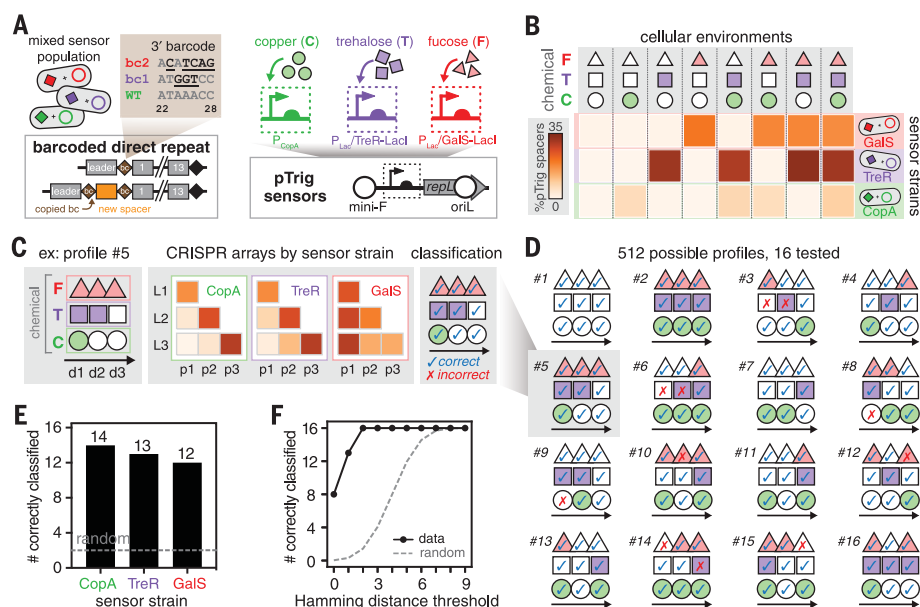 A
mixed sensor
population
3′ barcode
bc2 ACATCAG
bc1 ATGGTCC
WT ATAAACC
22 28
barcoded direct repeat
leader bc 1 13
leader bc bc 1 13
copied bc new spacer
copper (C) trehalose (T) fucose (F)
PCopA PLac/TreR-LacI PLac/GalS-LacI
pTrig
sensors
repL
mini-F oriL
B
cellular environments
chemical
F
T
C
%pTrig spacers
35
0
GalS
TreR
CopA
sensor strains
C
ex: profile #5 CRISPR arrays by sensor strain classification
chemical
F
T
C
d1 d2 d3
CopA TreR GalS
L1
L2
L3
p1 p2 p3 p1 p2 p3 p1 p2 p3
✓correct
✗incorrect
D
512 possible profiles, 16 tested
#1 #2 #3 #4
#5 #6 #7 #8
#9 #10 #11 #12
#13 #14 #15 #16
E
# correctly classified
16
12
8
4
0
14 13 12
random
CopA TreR GalS
sensor strain
F
# correctly classified
16
12
8
4
0
data
random
0 3 6 9
Hamming distance threshold